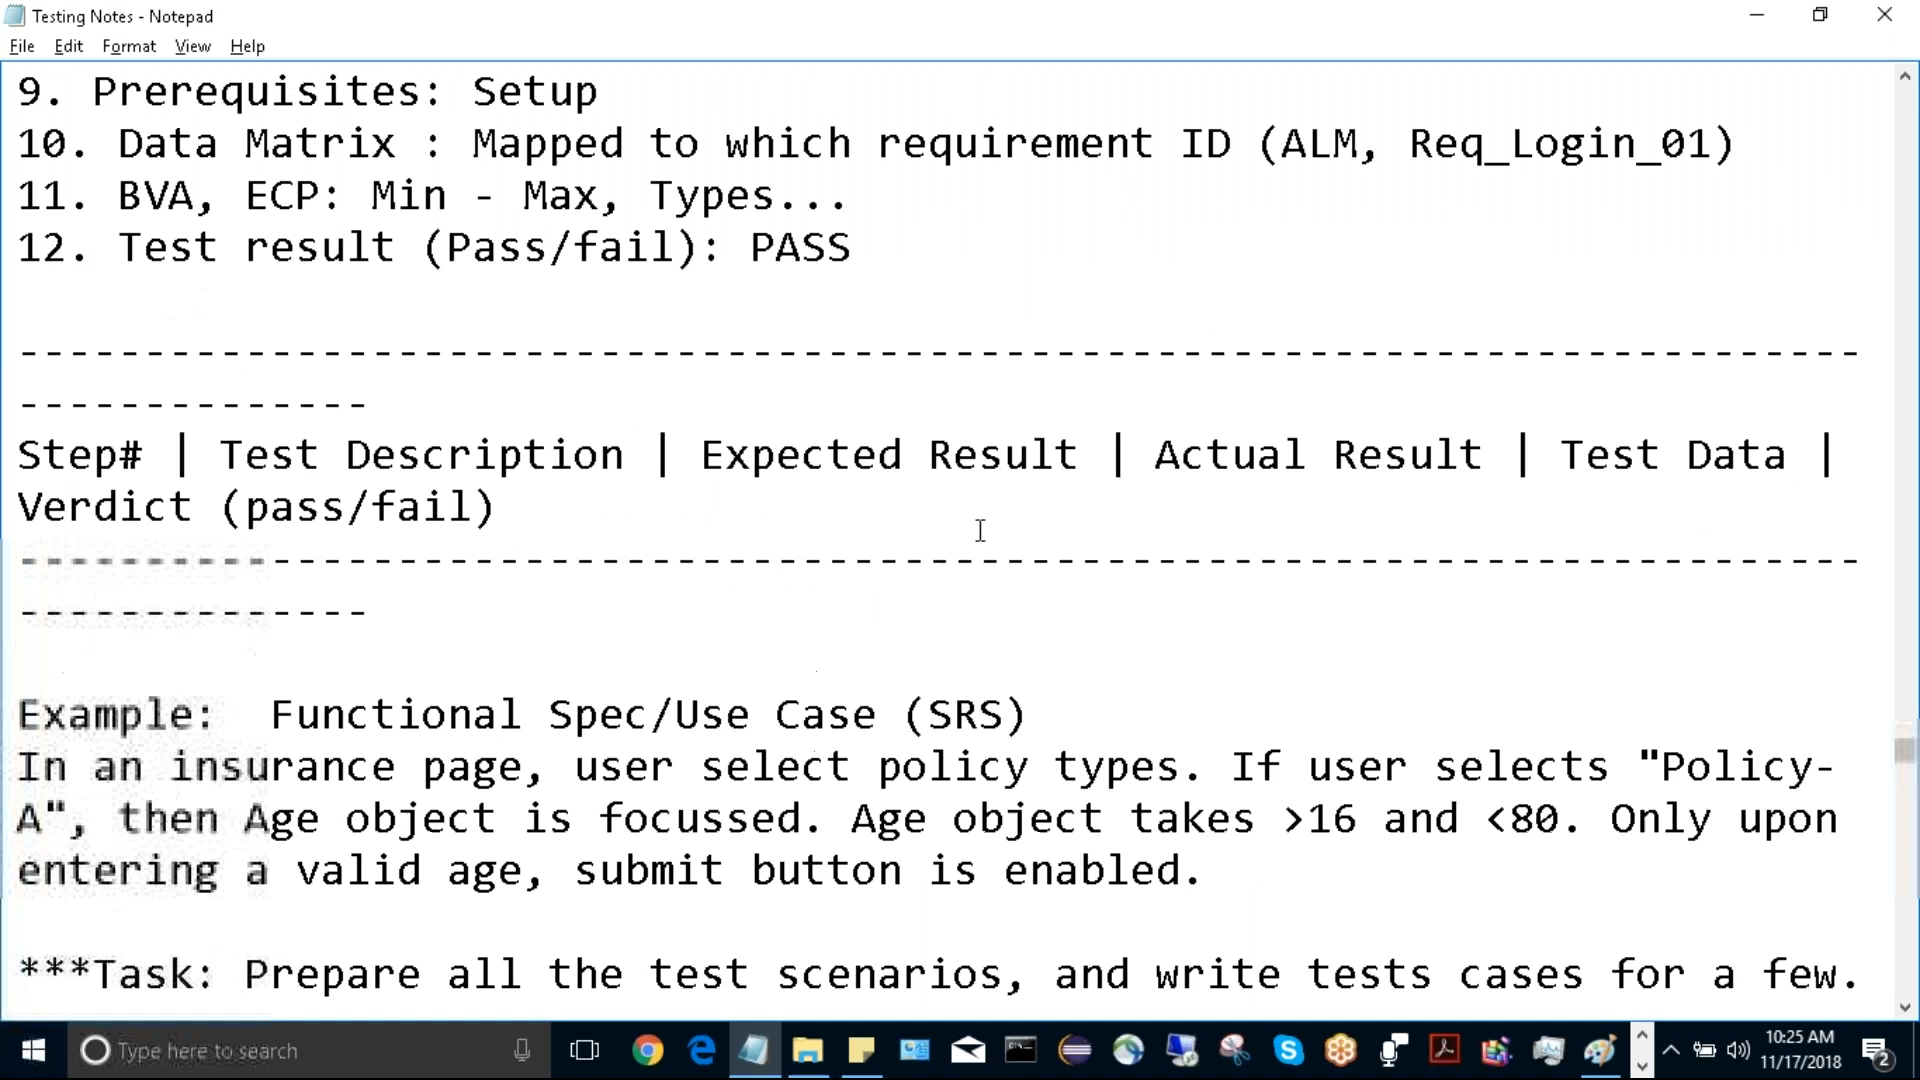 Testing Notes - Notepad
File Edit Format View Help
9. Prerequisites: Setup
10. Data Matrix : Mapped to which requirement ID (ALM, Req_Login_01)
11. BVA, ECP: Min - Max, Types...
12. Test result (Pass/fail): PASS
-------------------------------------------------------------------------
--------------
Step# | Test Description | Expected Result | Actual Result | Test Data |
Verdict (pass/fail)
-------------------------------------------------------------------------
--------------
Example:  Functional Spec/Use Case (SRS)
In an insurance page, user select policy types. If user selects "Policy-
A", then Age object is focussed. Age object takes >16 and <80. Only upon
entering a valid age, submit button is enabled.
***Task: Prepare all the test scenarios, and write tests cases for a few.
Type here to search
10:25 AM
11/17/2018
2